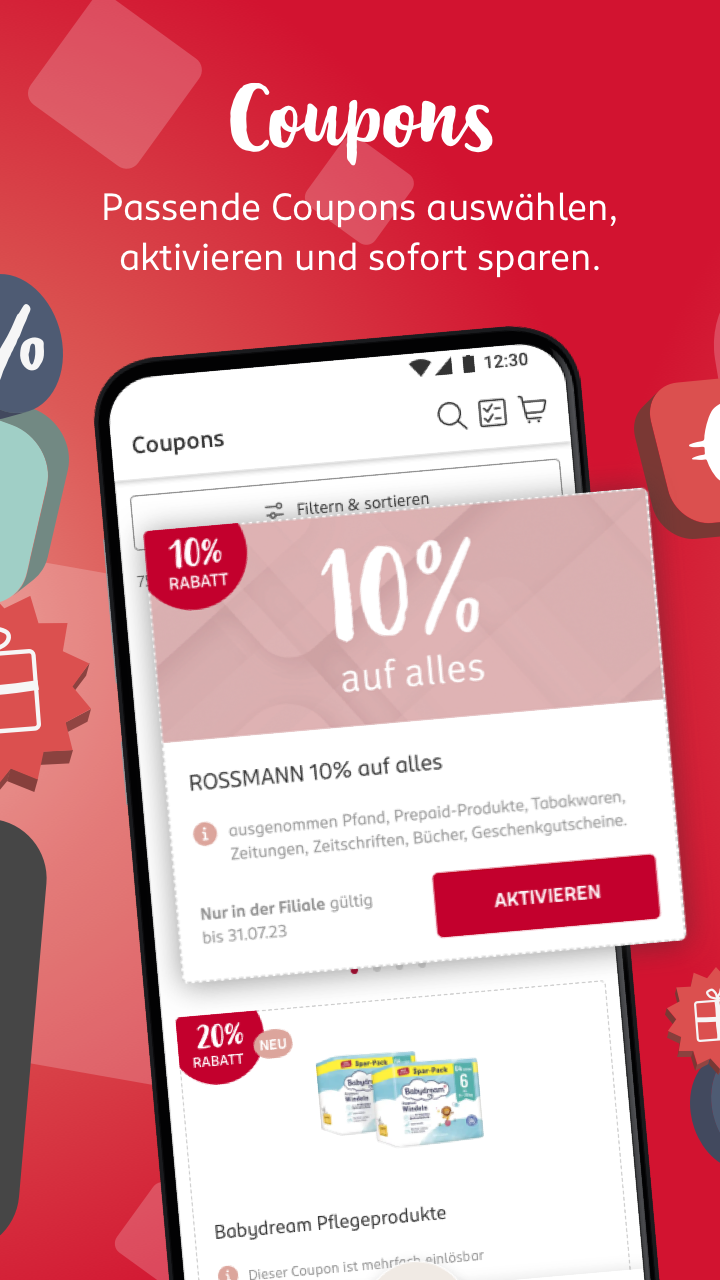 Coupons
Passende Coupons auswählen,
aktivieren und sofort sparen.
%
12:30
Coupons
Filtern & sortieren
10%
RABATT
10%
auf alles
ROSSMANN 10% auf alles
ausgenommen Pfand, Prepaid-Produkte, Tabakwaren,
Zeitungen, Zeitschriften, Bücher, Geschenkgutscheine.
Nur in der Filiale gültig
bis 31.07.23
AKTIVIEREN
20%
RABATT
NEU
Spar-Pack
Spar-Pack
Babydream
6
Windeln
Babydream Pflegeprodukte
Dieser Coupon ist mehrfach einlösbar